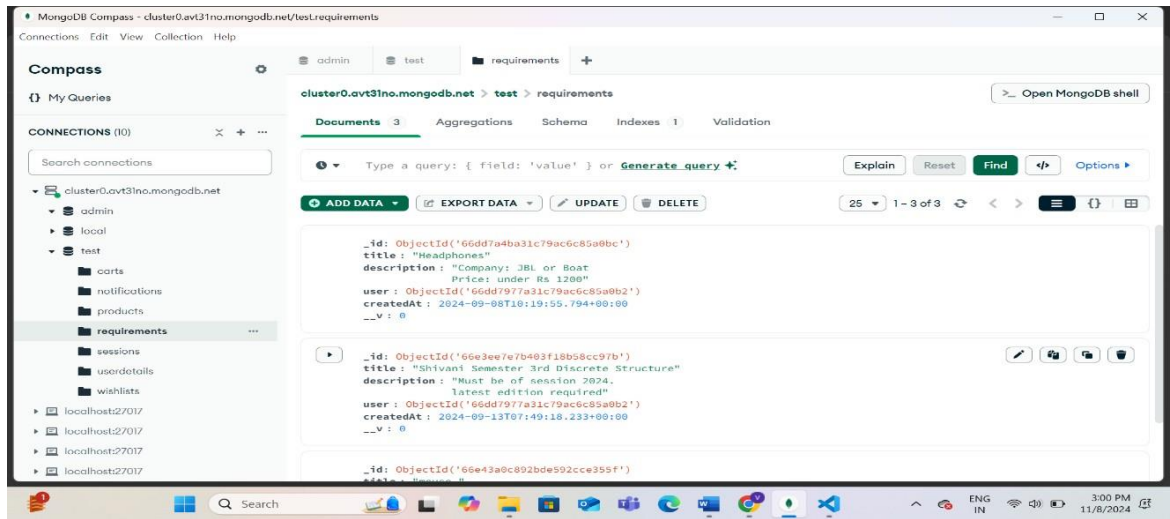 MongoDB Compass - cluster0.avt31no.mongodb.net/test.requirements
Connections Edit View Collection Help
Compass
{} My Queries
CONNECTIONS (10)
Search connections
cluster0.avt31no.mongodb.net
admin
local
test
carts
notifications
products
requirements
sessions
userdetails
wishlists
localhost:27017
localhost:27017
localhost:27017
localhost:27017
admin test requirements
cluster0.avt31no.mongodb.net > test > requirements
>_ Open MongoDB shell
Documents 3 Aggregations Schema Indexes 1 Validation
Type a query: { field: 'value' } or Generate query
Explain Reset Find </> Options
ADD DATA EXPORT DATA UPDATE DELETE
25 1 – 3 of 3
_id: ObjectId('66dd7a4ba31c79ac6c85a0bc')
title : "Headphones"
description : "Company: JBL or Boat
Price: under Rs 1200"
user : ObjectId('66dd7977a31c79ac6c85a0b2')
createdAt : 2024-09-08T10:19:55.794+00:00
__v : 0
_id: ObjectId('66e3ee7e7b403f18b58cc97b')
title : "Shivani Semester 3rd Discrete Structure"
description : "Must be of session 2024.
latest edition required"
user : ObjectId('66dd7977a31c79ac6c85a0b2')
createdAt : 2024-09-13T07:49:18.233+00:00
__v : 0
_id: ObjectId('66e43a0c892bde592cce355f')
Search
ENG
IN
3:00 PM
11/8/2024